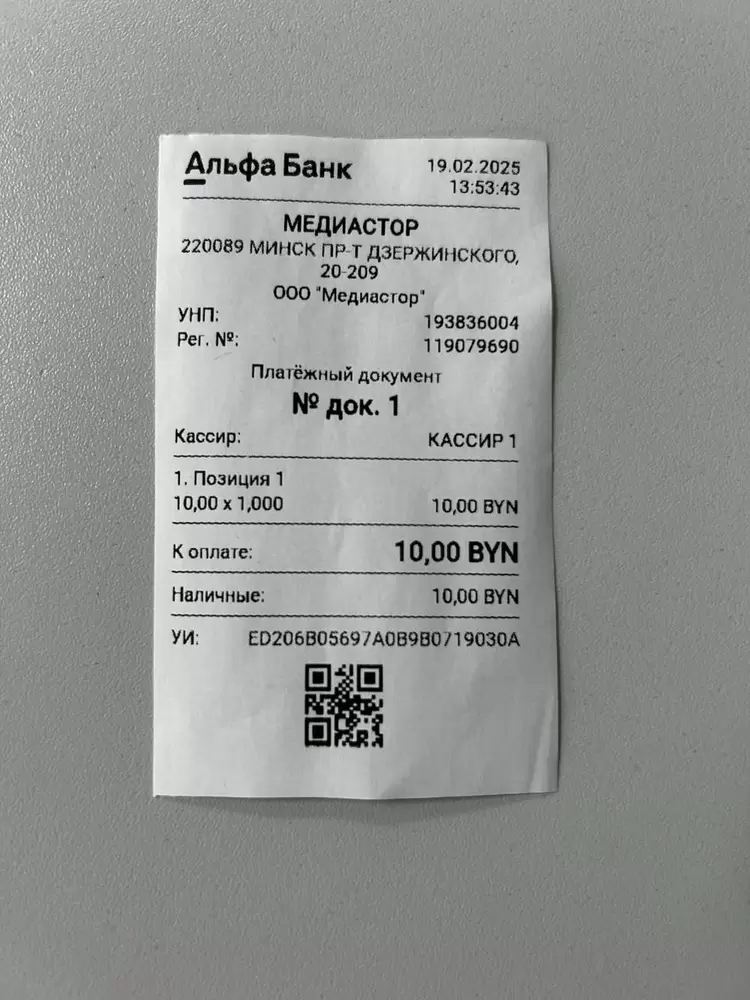 Альфа Банк
19.02.2025
13:53:43
МЕДИАСТОР
220089 МИНСК ПР-Т ДЗЕРЖИНСКОГО,
20-209
ООО "Медиастор"
УНП: 193836004
Рег. №: 119079690
Платёжный документ
№ док. 1
Кассир: КАССИР 1
1. Позиция 1
10,00 x 1,000 10,00 BYN
К оплате: 10,00 BYN
Наличные: 10,00 BYN
УИ: ED206B05697A0B9B0719030A